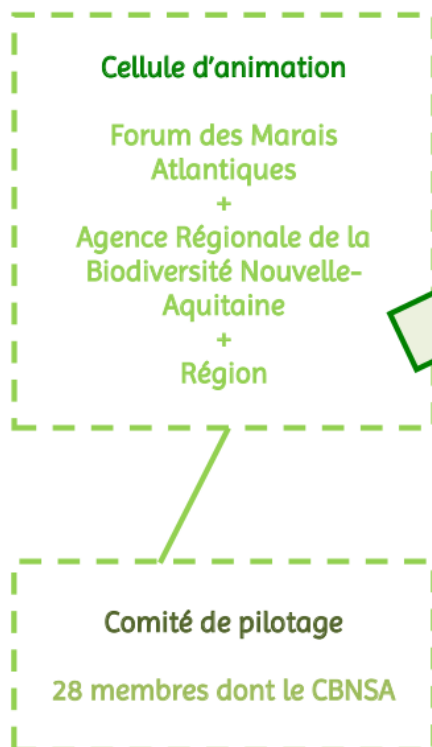 Cellule d'animation
Forum des Marais
Atlantiques
+
Agence Régionale de la
Biodiversité Nouvelle-
Aquitaine
+
Région
Comité de pilotage
28 membres dont le CBNSA